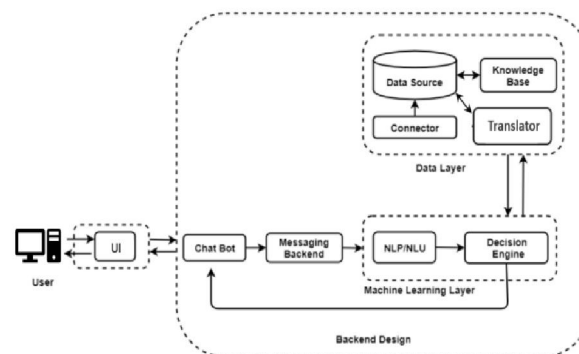 Data Source
Knowledge
Base
Connector
Translator
Data Layer
User
UI
Chat Bot
Messaging
Backend
NLP/NLU
Decision
Engine
Machine Learning Layer
Backend Design